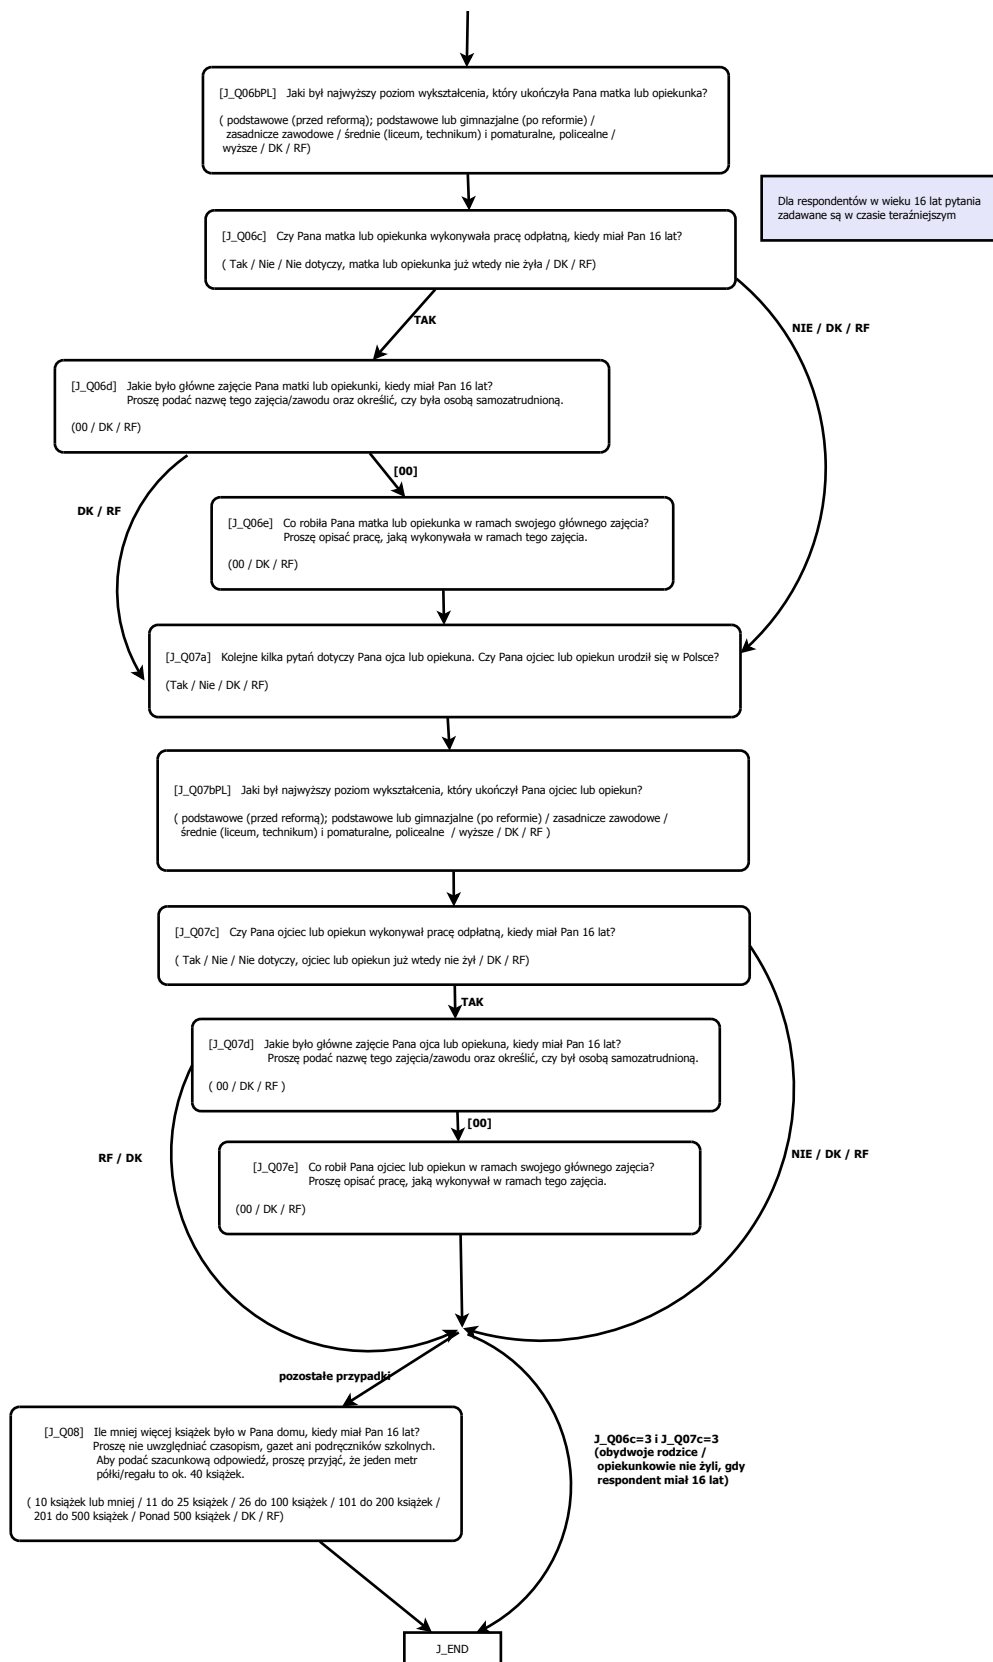 [J_Q06bPL] Jaki był najwyższy poziom wykształcenia, który ukończyła Pana matka lub opiekunka?
( podstawowe (przed reformą); podstawowe lub gimnazjalne (po reformie) /
zasadnicze zawodowe / średnie (liceum, technikum) i pomaturalne, policealne /
wyższe / DK / RF)
Dla respondentów w wieku 16 lat pytania
zadawane są w czasie teraźniejszym
[J_Q06c] Czy Pana matka lub opiekunka wykonywała pracę odpłatną, kiedy miał Pan 16 lat?
( Tak / Nie / Nie dotyczy, matka lub opiekunka już wtedy nie żyła / DK / RF)
TAK
NIE / DK / RF
[J_Q06d] Jakie było główne zajęcie Pana matki lub opiekunki, kiedy miał Pan 16 lat?
Proszę podać nazwę tego zajęcia/zawodu oraz określić, czy była osobą samozatrudnioną.
(00 / DK / RF)
[00]
DK / RF
[J_Q06e] Co robiła Pana matka lub opiekunka w ramach swojego głównego zajęcia?
Proszę opisać pracę, jaką wykonywała w ramach tego zajęcia.
(00 / DK / RF)
[J_Q07a] Kolejne kilka pytań dotyczy Pana ojca lub opiekuna. Czy Pana ojciec lub opiekun urodził się w Polsce?
(Tak / Nie / DK / RF)
[J_Q07bPL] Jaki był najwyższy poziom wykształcenia, który ukończył Pana ojciec lub opiekun?
( podstawowe (przed reformą); podstawowe lub gimnazjalne (po reformie) / zasadnicze zawodowe /
średnie (liceum, technikum) i pomaturalne, policealne / wyższe / DK / RF )
[J_Q07c] Czy Pana ojciec lub opiekun wykonywał pracę odpłatną, kiedy miał Pan 16 lat?
( Tak / Nie / Nie dotyczy, ojciec lub opiekun już wtedy nie żył / DK / RF)
TAK
[J_Q07d] Jakie było główne zajęcie Pana ojca lub opiekuna, kiedy miał Pan 16 lat?
Proszę podać nazwę tego zajęcia/zawodu oraz określić, czy był osobą samozatrudnioną.
( 00 / DK / RF )
[00]
RF / DK
NIE / DK / RF
[J_Q07e] Co robił Pana ojciec lub opiekun w ramach swojego głównego zajęcia?
Proszę opisać pracę, jaką wykonywał w ramach tego zajęcia.
(00 / DK / RF)
pozostałe przypadki
[J_Q08] Ile mniej więcej książek było w Pana domu, kiedy miał Pan 16 lat?
Proszę nie uwzględniać czasopism, gazet ani podręczników szkolnych.
Aby podać szacunkową odpowiedź, proszę przyjąć, że jeden metr
półki/regału to ok. 40 książek.
( 10 książek lub mniej / 11 do 25 książek / 26 do 100 książek / 101 do 200 książek /
201 do 500 książek / Ponad 500 książek / DK / RF)
J_Q06c=3 i J_Q07c=3
(obydwoje rodzice /
opiekunkowie nie żyli, gdy
respondent miał 16 lat)
J_END